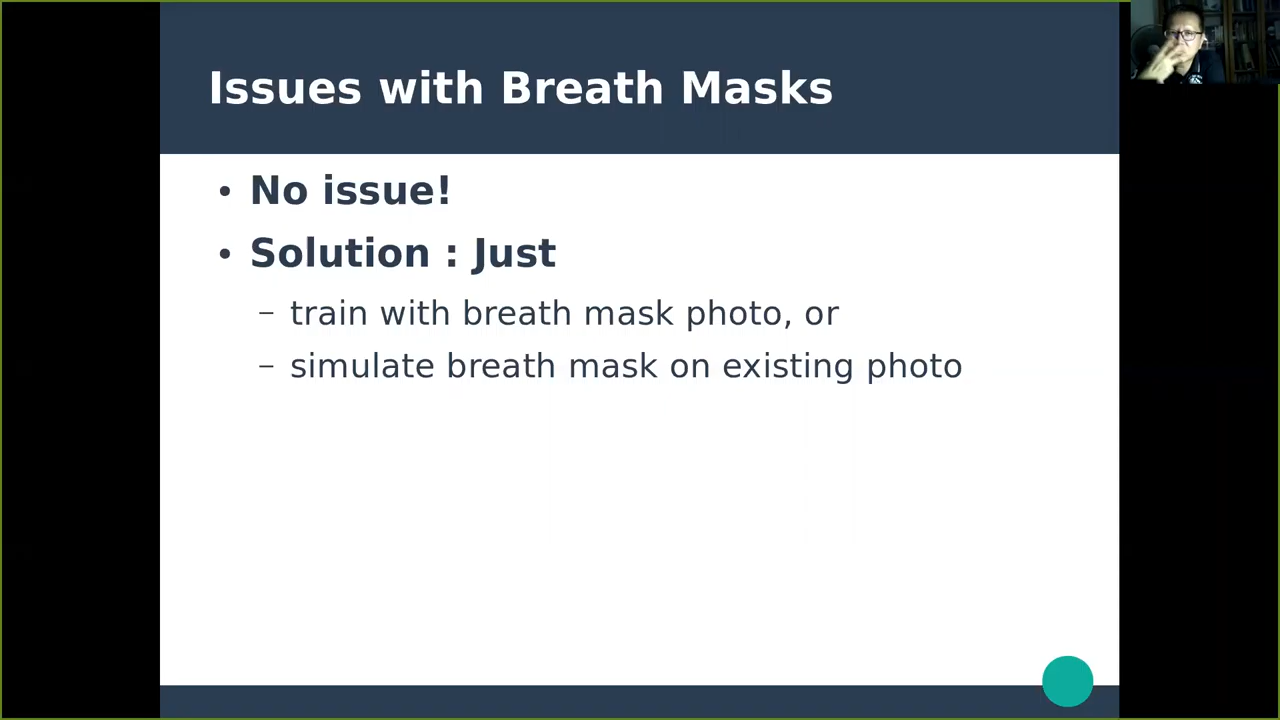 Issues with Breath Masks
• No issue!
• Solution : Just
– train with breath mask photo, or
– simulate breath mask on existing photo